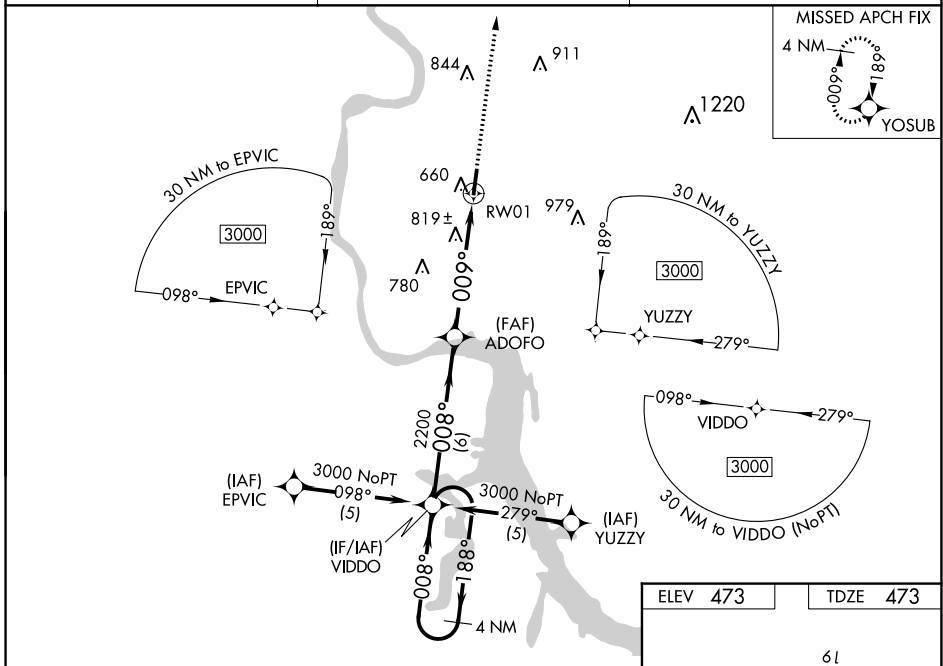 MISSED APCH FIX
4 NM
009°
189°
YOSUB
844
911
1220
30 NM to EPVIC
3000
189°
098°
EPVIC
660
RW01
819±
979
780
009°
30 NM to YUZZY
189°
3000
YUZZY
279°
(FAF)
ADOFO
098°
279°
VIDDO
3000
30 NM to VIDDO (NoPT)
2200
008°
(6)
(IAF)
EPVIC
3000 NoPT
098°
(5)
3000 NoPT
279°
(5)
(IAF)
YUZZY
(IF/IAF)
VIDDO
008°
188°
4 NM
ELEV 473
TDZE 473